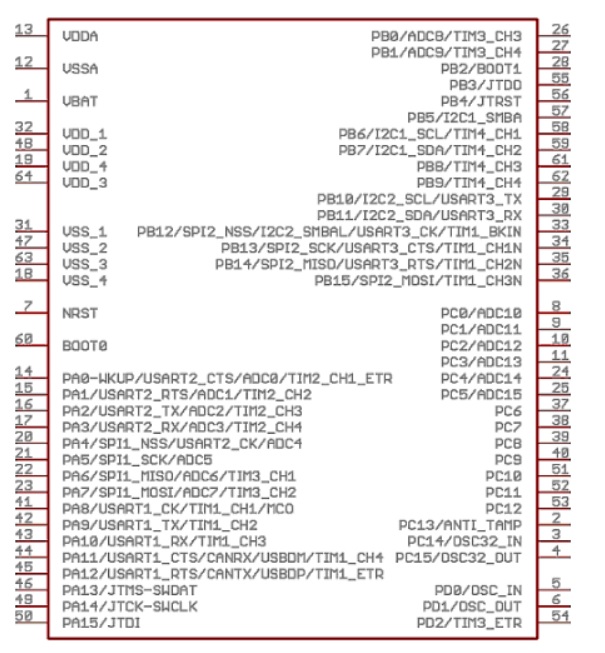 13 VDDA
12 VSSA
1 VBAT
32 VDD_1
48 VDD_2
19 VDD_4
64 VDD_3
31 VSS_1
47 VSS_2
63 VSS_3
18 VSS_4
7 NRST
60 BOOT0
14 PA0-WKUP/USART2_CTS/ADC0/TIM2_CH1_ETR
15 PA1/USART2_RTS/ADC1/TIM2_CH2
16 PA2/USART2_TX/ADC2/TIM2_CH3
17 PA3/USART2_RX/ADC3/TIM2_CH4
20 PA4/SPI1_NSS/USART2_CK/ADC4
21 PA5/SPI1_SCK/ADC5
22 PA6/SPI1_MISO/ADC6/TIM3_CH1
23 PA7/SPI1_MOSI/ADC7/TIM3_CH2
41 PA8/USART1_CK/TIM1_CH1/MCO
42 PA9/USART1_TX/TIM1_CH2
43 PA10/USART1_RX/TIM1_CH3
44 PA11/USART1_CTS/CANRX/USBDM/TIM1_CH4
45 PA12/USART1_RTS/CANTX/USBDP/TIM1_ETR
46 PA13/JTMS-SWDAT
49 PA14/JTCK-SWCLK
50 PA15/JTDI
PB0/ADC8/TIM3_CH3 26
PB1/ADC9/TIM3_CH4 27
PB2/BOOT1 28
PB3/JTDO 55
PB4/JTRST 56
PB5/I2C1_SMBA 57
PB6/I2C1_SCL/TIM4_CH1 58
PB7/I2C1_SDA/TIM4_CH2 59
PB8/TIM4_CH3 61
PB9/TIM4_CH4 62
PB10/I2C2_SCL/USART3_TX 29
PB11/I2C2_SDA/USART3_RX 30
PB12/SPI2_NSS/I2C2_SMBAL/USART3_CK/TIM1_BKIN 33
PB13/SPI2_SCK/USART3_CTS/TIM1_CH1N 34
PB14/SPI2_MISO/USART3_RTS/TIM1_CH2N 35
PB15/SPI2_MOSI/TIM1_CH3N 36
PC0/ADC10 8
PC1/ADC11 9
PC2/ADC12 10
PC3/ADC13 11
PC4/ADC14 24
PC5/ADC15 25
PC6 37
PC7 38
PC8 39
PC9 40
PC10 51
PC11 52
PC12 53
PC13/ANTI_TAMP 2
PC14/OSC32_IN 3
PC15/OSC32_OUT 4
PD0/OSC_IN 5
PD1/OSC_OUT 6
PD2/TIM3_ETR 54